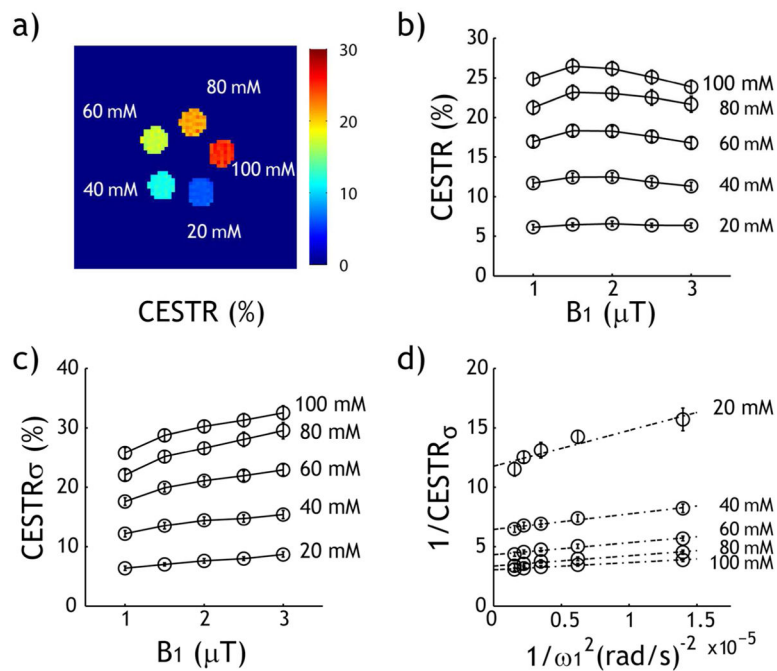 a)
80 mM
60 mM
100 mM
40 mM
20 mM
30
20
10
0
CESTR (%)
b)
CESTR (%)
30
25
20
15
10
5
0
100 mM
80 mM
60 mM
40 mM
20 mM
1
2
3
B1 (μT)
c)
CESTRσ (%)
40
30
20
10
0
100 mM
80 mM
60 mM
40 mM
20 mM
1
2
3
B1 (μT)
d)
1/CESTRσ
20
15
10
5
0
20 mM
40 mM
60 mM
80 mM
100 mM
0
0.5
1
1.5
1/ω1² (rad/s)⁻² ×10⁻⁵